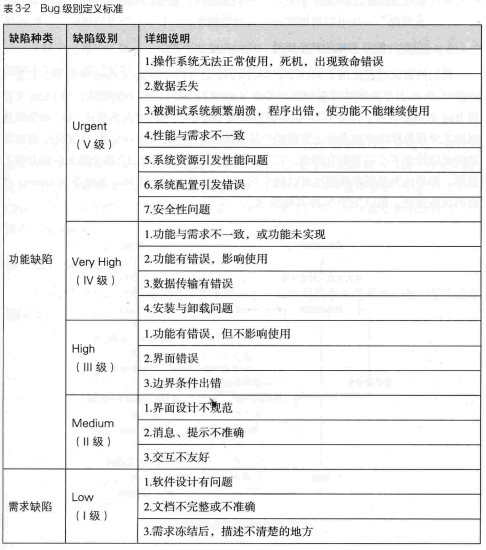 表 3-2 Bug 级别定义标准
缺陷种类 缺陷级别 详细说明
功能缺陷
Urgent
（V 级）
1.操作系统无法正常使用，死机，出现致命错误
2.数据丢失
3.被测试系统频繁崩溃，程序出错，使功能不能继续使用
4.性能与需求不一致
5.系统资源引发性能问题
6.系统配置引发错误
7.安全性问题
Very High
（IV 级）
1.功能与需求不一致，或功能未实现
2.功能有错误，影响使用
3.数据传输有错误
4.安装与卸载问题
High
（III 级）
1.功能有错误，但不影响使用
2.界面错误
3.边界条件出错
Medium
（II 级）
1.界面设计不规范
2.消息、提示不准确
3.交互不友好
需求缺陷
Low
（I 级）
1.软件设计有问题
2.文档不完整或不准确
3.需求冻结后，描述不清楚的地方